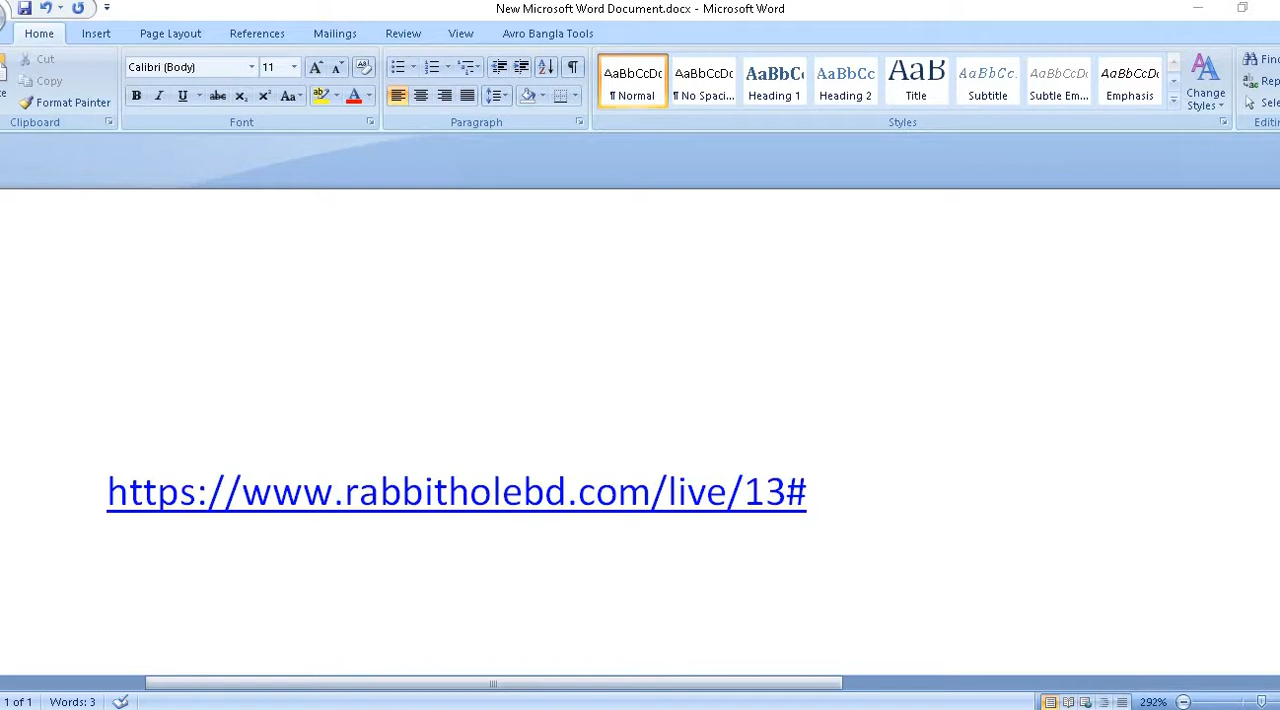 New Microsoft Word Document.docx - Microsoft Word
Home Insert Page Layout References Mailings Review View Avro Bangla Tools
Cut
Copy
Format Painter
Clipboard
Calibri (Body) 11
Font
Paragraph
AaBbCcDc AaBbCcDc AaBbC AaBbCc AaB AaBbCc. AaBbCcDc AaBbCcDc
¶ Normal ¶ No Spaci... Heading 1 Heading 2 Title Subtitle Subtle Em... Emphasis
Change
Styles
Styles
https://www.rabbitholebd.com/live/13#
1 of 1 Words: 3 292%